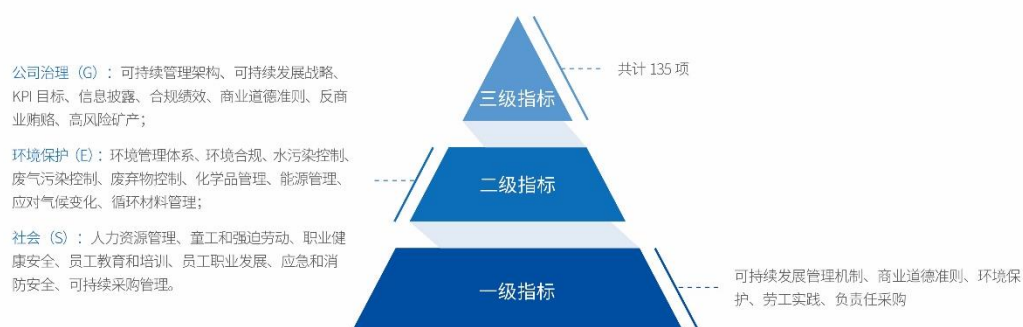 公司治理（G）：可持续管理架构、可持续发展战略、
KPI 目标、信息披露、合规绩效、商业道德准则、反商
业贿赂、高风险矿产；
环境保护（E）：环境管理体系、环境合规、水污染控制、
废气污染控制、废弃物控制、化学品管理、能源管理、
应对气候变化、循环材料管理；
社会（S）：人力资源管理、童工和强迫劳动、职业健
康安全、员工教育和培训、员工职业发展、应急和消
防安全、可持续采购管理。
三级指标
共计 135 项
二级指标
一级指标
可持续发展管理机制、商业道德准则、环境保
护、劳工实践、负责任采购